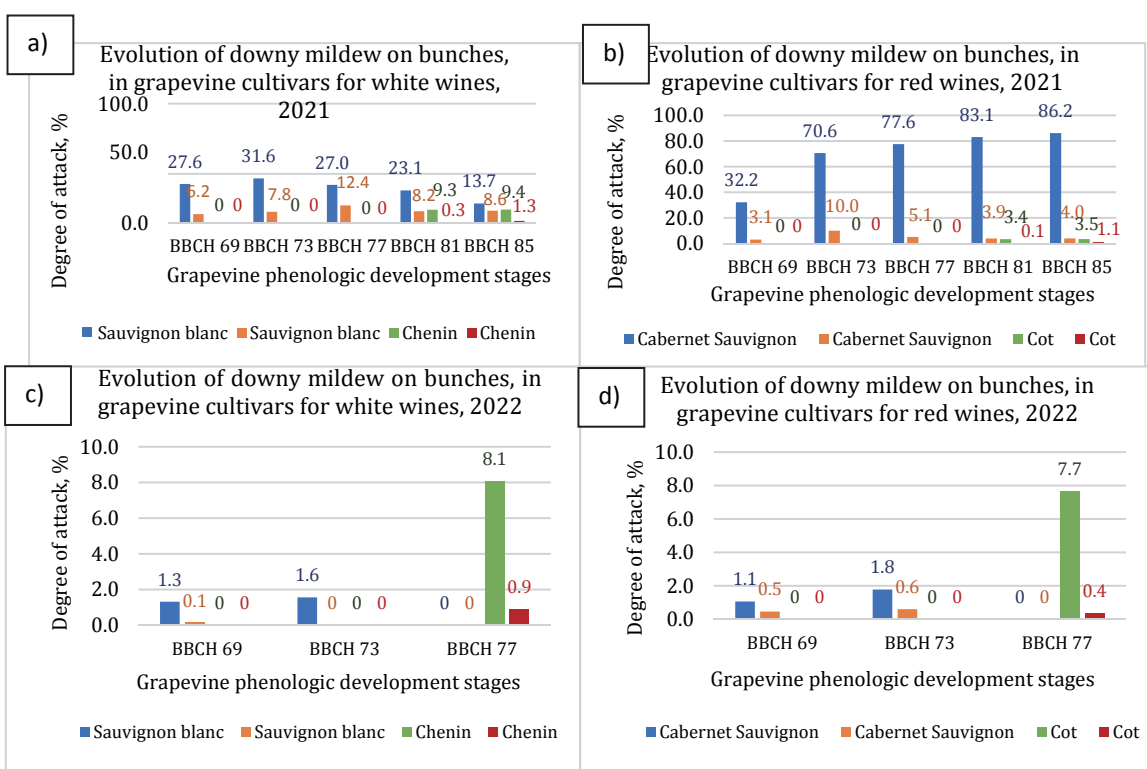 a)
Evolution of downy mildew on bunches,
in grapevine cultivars for white wines,
2021
Degree of attack, %
100.0
50.0
0.0
27.6 6.2 0 0
31.6 7.8 0 0
27.0 12.4 0 0
23.1 8.2 9.3 0.3
13.7 8.6 9.4 1.3
BBCH 69 BBCH 73 BBCH 77 BBCH 81 BBCH 85
Grapevine phenologic development stages
Sauvignon blanc Sauvignon blanc Chenin Chenin
b)
Evolution of downy mildew on bunches, in
grapevine cultivars for red wines, 2021
Degree of attack, %
100.0
80.0
60.0
40.0
20.0
0.0
32.2 3.1 0 0
70.6 10.0 0 0
77.6 5.1 0 0
83.1 3.9 3.4 0.1
86.2 4.0 3.5 1.1
BBCH 69 BBCH 73 BBCH 77 BBCH 81 BBCH 85
Grapevine phenologic development stages
Cabernet Sauvignon Cabernet Sauvignon Cot Cot
c)
Evolution of downy mildew on bunches, in
grapevine cultivars for white wines, 2022
Degree of attack, %
10.0
8.0
6.0
4.0
2.0
0.0
1.3 0.1 0 0
1.6 0 0 0
0 0 8.1 0.9
BBCH 69 BBCH 73 BBCH 77
Grapevine phenologic development stages
Sauvignon blanc Sauvignon blanc Chenin Chenin
d)
Evolution of downy mildew on bunches, in
grapevine cultivars for red wines, 2022
Degree of attack, %
10.0
8.0
6.0
4.0
2.0
0.0
1.1 0.5 0 0
1.8 0.6 0 0
0 0 7.7 0.4
BBCH 69 BBCH 73 BBCH 77
Grapevine phenologic development stages
Cabernet Sauvignon Cabernet Sauvignon Cot Cot